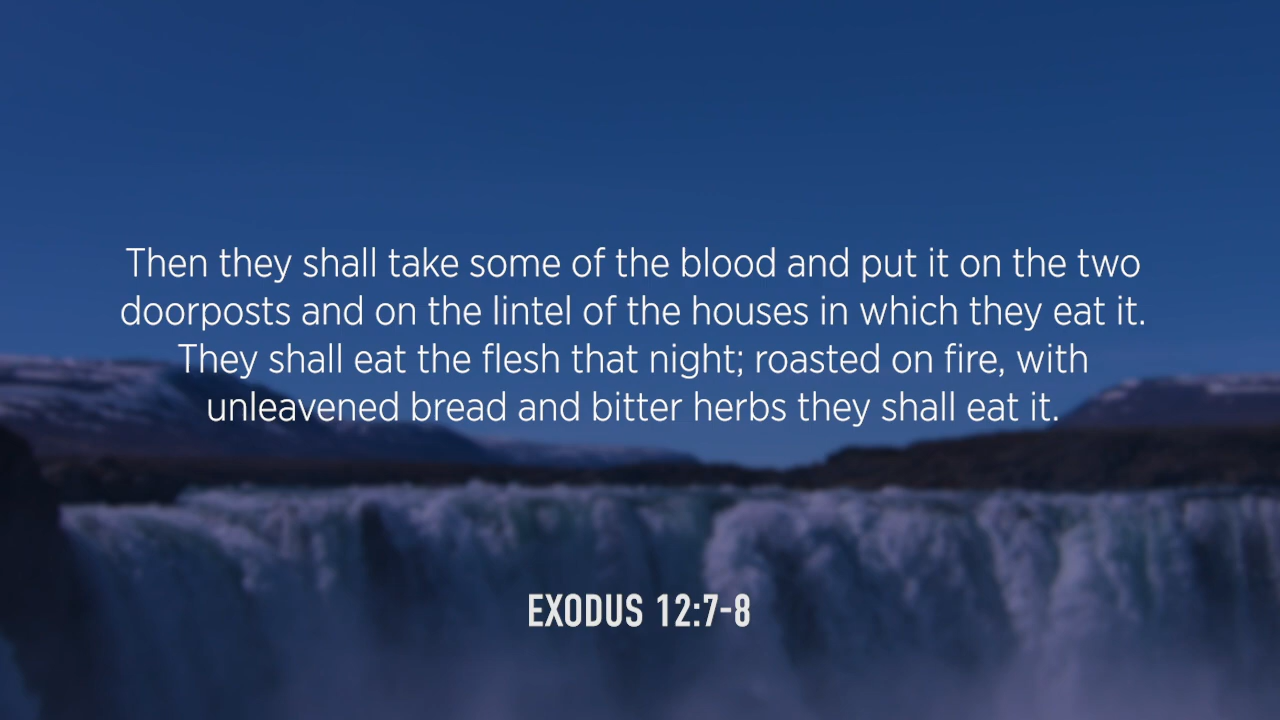 Then they shall take some of the blood and put it on the two
doorposts and on the lintel of the houses in which they eat it.
They shall eat the flesh that night; roasted on fire, with
unleavened bread and bitter herbs they shall eat it.
EXODUS 12:7-8